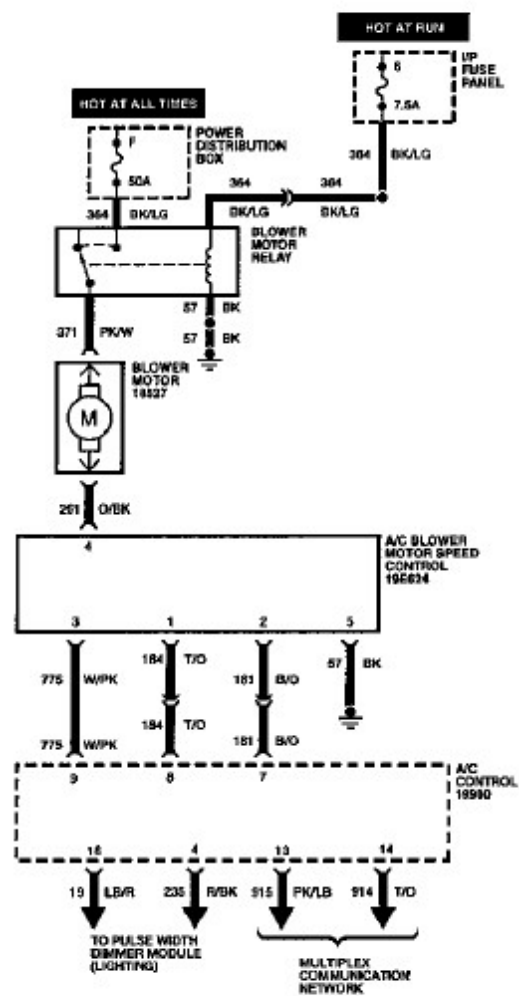 HOT AT RUN
I/P
FUSE
PANEL
6
7.5A
HOT AT ALL TIMES
F
50A
POWER
DISTRIBUTION
BOX
364 BK/LG
364 364
BK/LG BK/LG
364 BK/LG
BLOWER
MOTOR
RELAY
57 BK
57 BK
371 PK/W
BLOWER
MOTOR
18527
M
261 O/BK
4
A/C BLOWER
MOTOR SPEED
CONTROL
19E624
3 1 2 5
775 W/PK
184 T/O
181 B/O
57 BK
184 T/O
181 B/O
775 W/PK
9 8 7
A/C
CONTROL
19980
16 4 13 14
19 LB/R
235 R/BK
915 PK/LB
914 T/O
TO PULSE WIDTH
DIMMER MODULE
(LIGHTING)
MULTIPLEX
COMMUNICATION
NETWORK